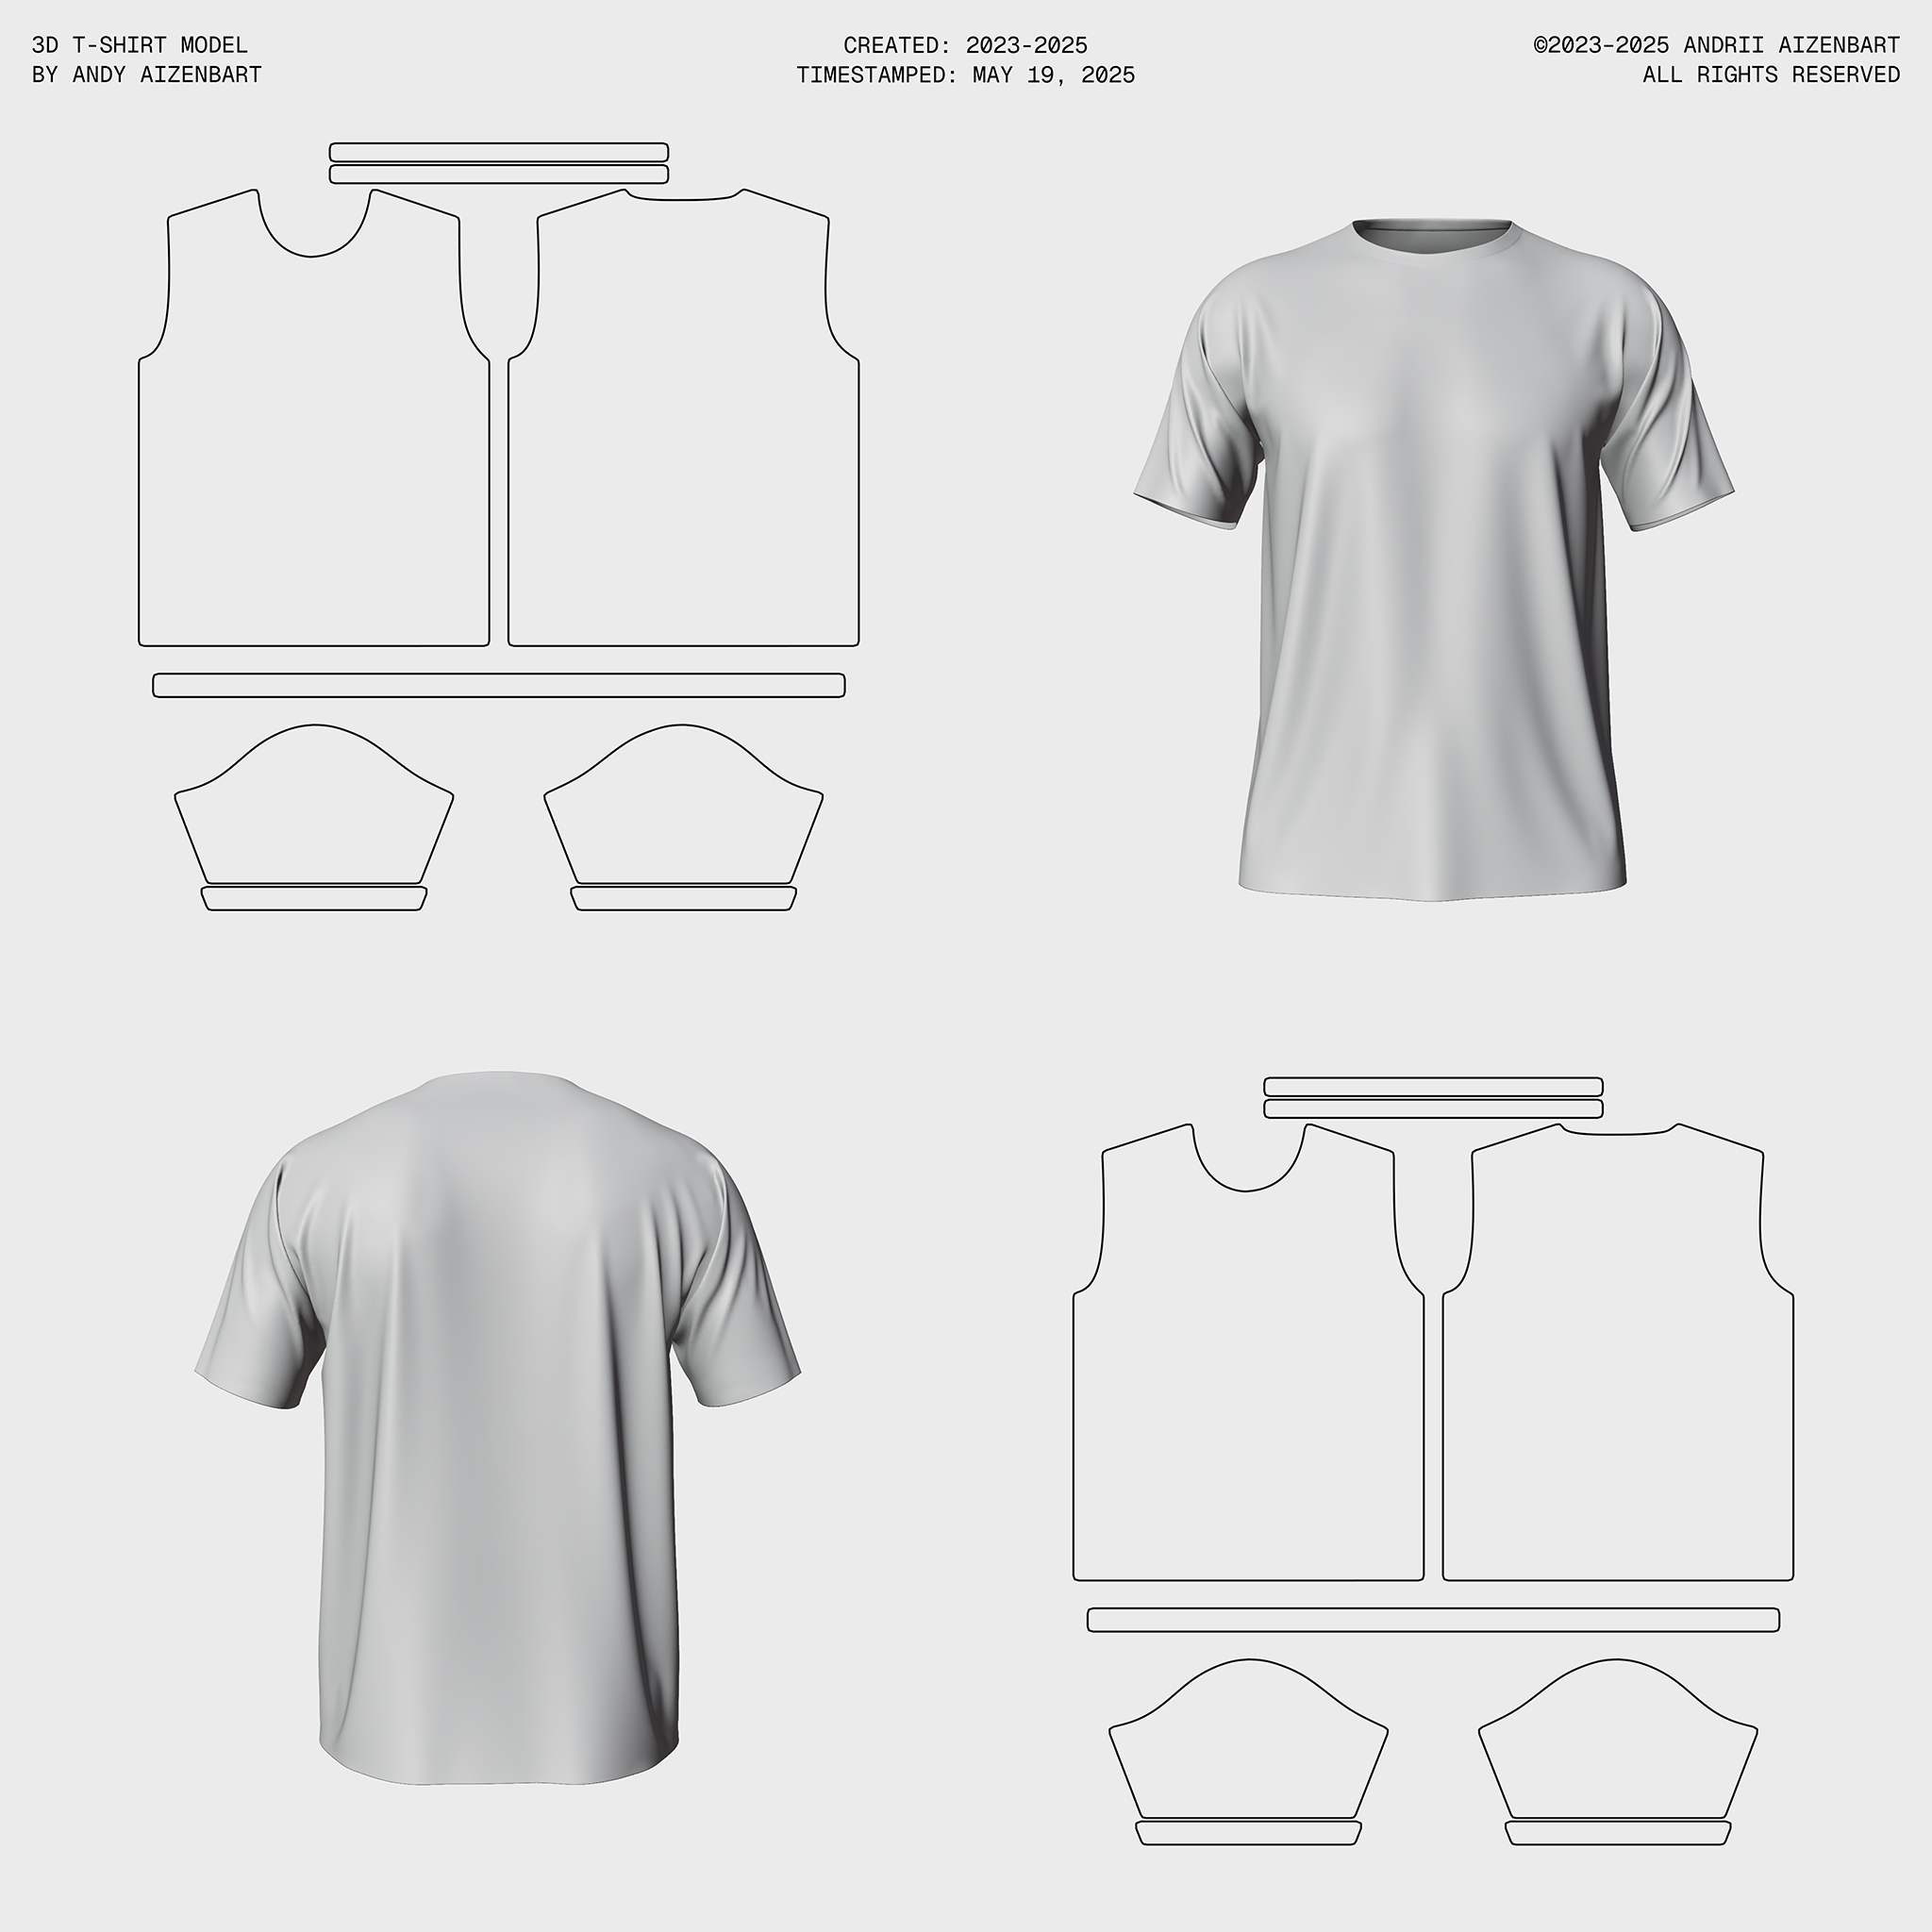 3D T-SHIRT MODEL
BY ANDY AIZENBART
CREATED: 2023-2025
TIMESTAMPED: MAY 19, 2025
©2023-2025 ANDRII AIZENBART
ALL RIGHTS RESERVED